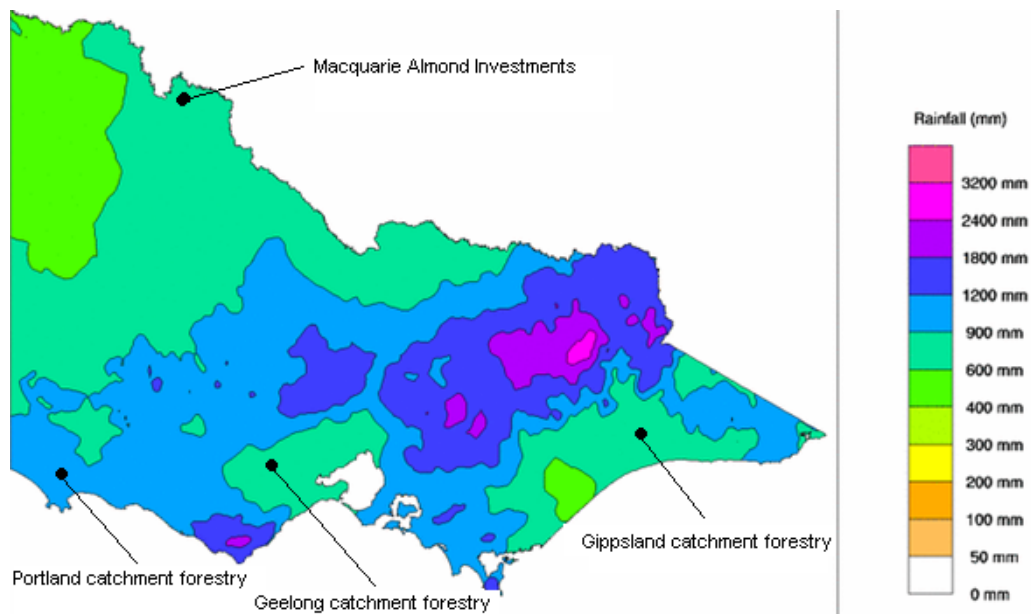 Macquarie Almond Investments
Rainfall (mm)
3200 mm
2400 mm
1800 mm
1200 mm
900 mm
600 mm
400 mm
300 mm
200 mm
100 mm
50 mm
0 mm
Gippsland catchment forestry
Portland catchment forestry
Geelong catchment forestry